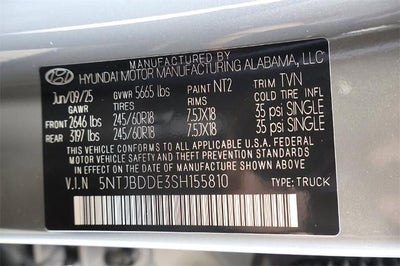 MANUFACTURED BY
HYUNDAI MOTOR MANUFACTURING ALABAMA, LLC
Jun/09/25 GVWR 5665 lbs PAINT NT2 TRIM TVN
GAWR TIRES RIMS COLD TIRE INFL
FRONT 2646 lbs 245/60R18 7.5JX18 35 psi SINGLE
REAR 3197 lbs 245/60R18 7.5JX18 35 psi SINGLE
THIS VEHICLE CONFORMS TO ALL APPLICABLE U.S.A. FEDERAL
MOTOR VEHICLE SAFETY STANDARDS IN EFFECT ON THE DATE OF
MANUFACTURE SHOWN ABOVE.
V.I.N 5NTJBDDE3SH155810 TYPE: TRUCK